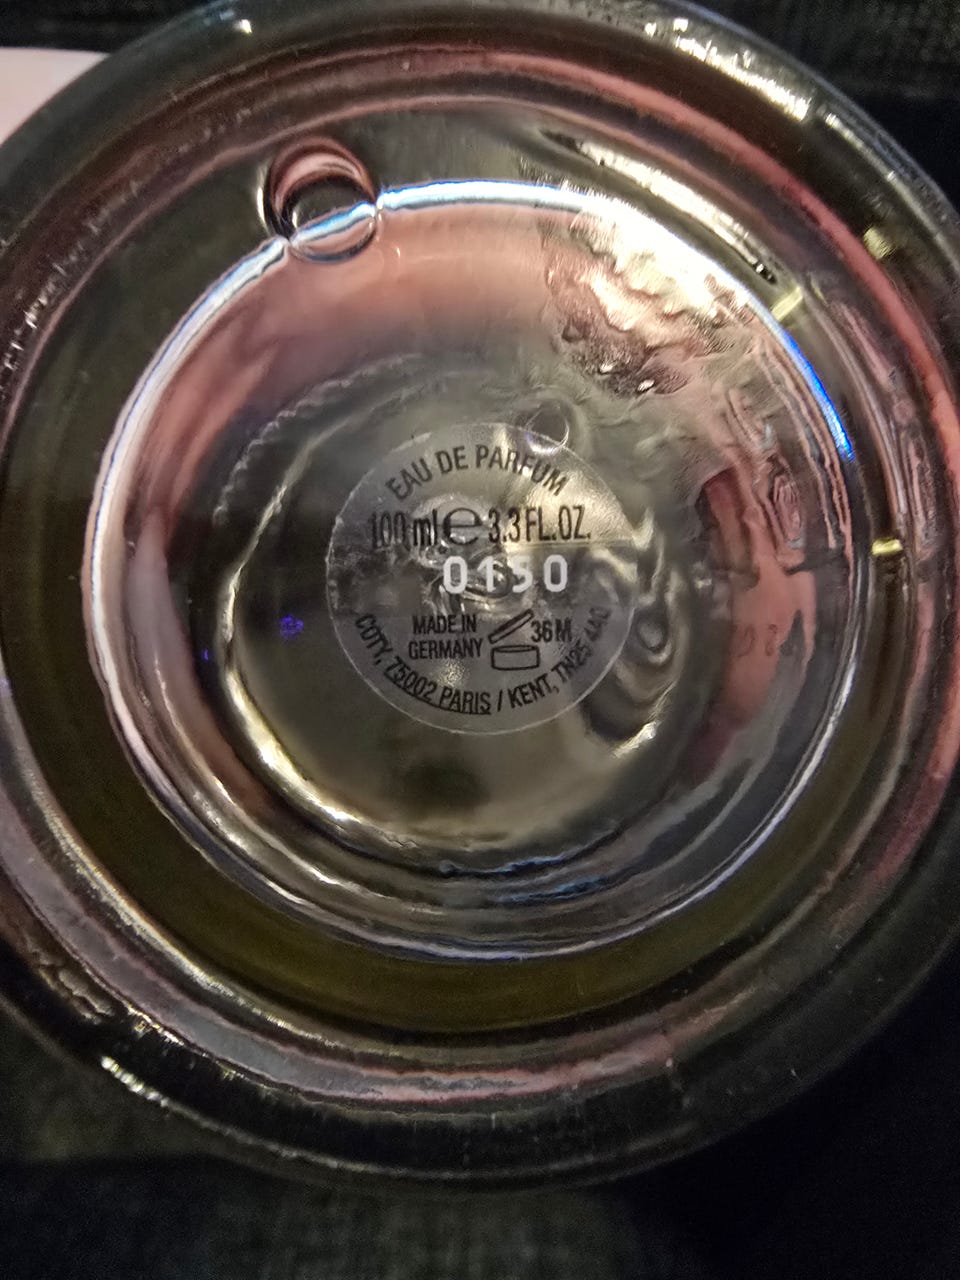 EAU DE PARFUM
100 ml e 3.3 FL.OZ.
0150
MADE IN
GERMANY
36 M
COTY, 75002 PARIS / KENT, TN25 4AQ